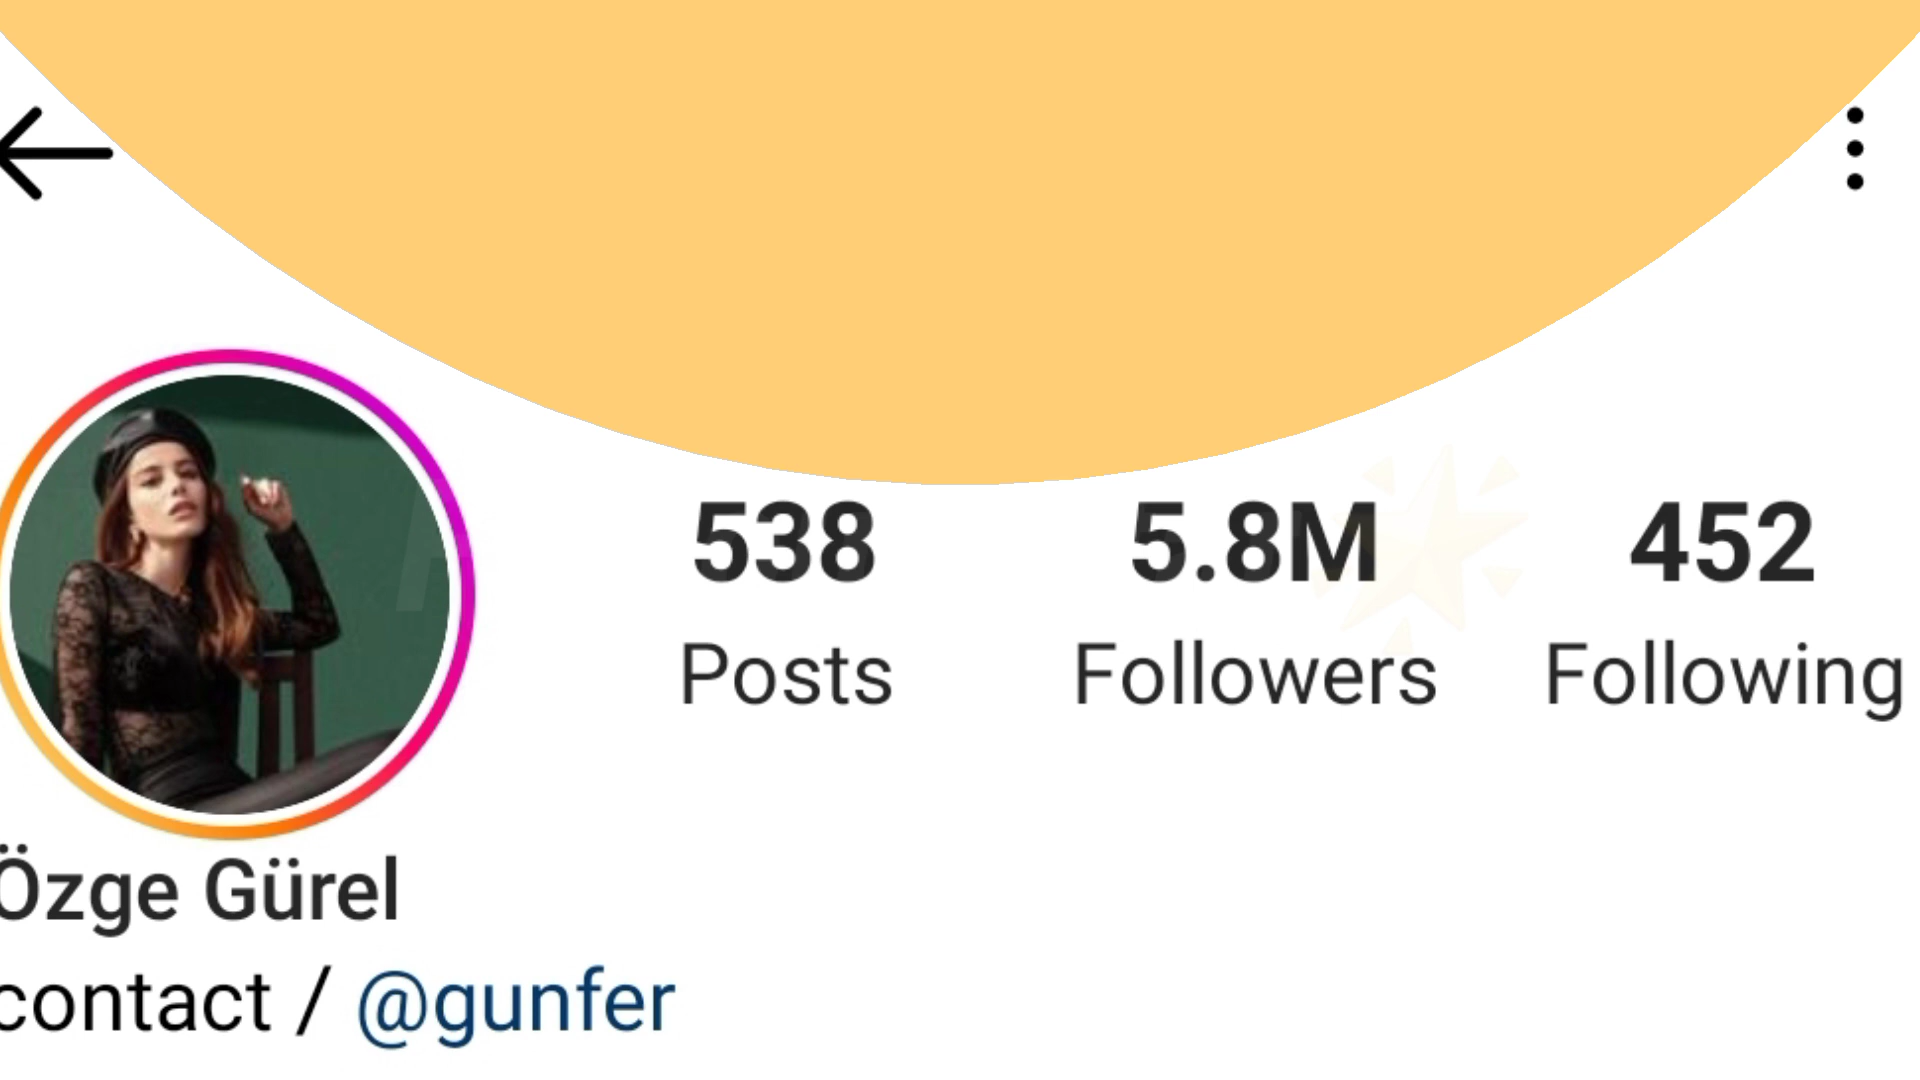 538 5.8M 452
Posts Followers Following
Özge Gürel
contact / @gunfer